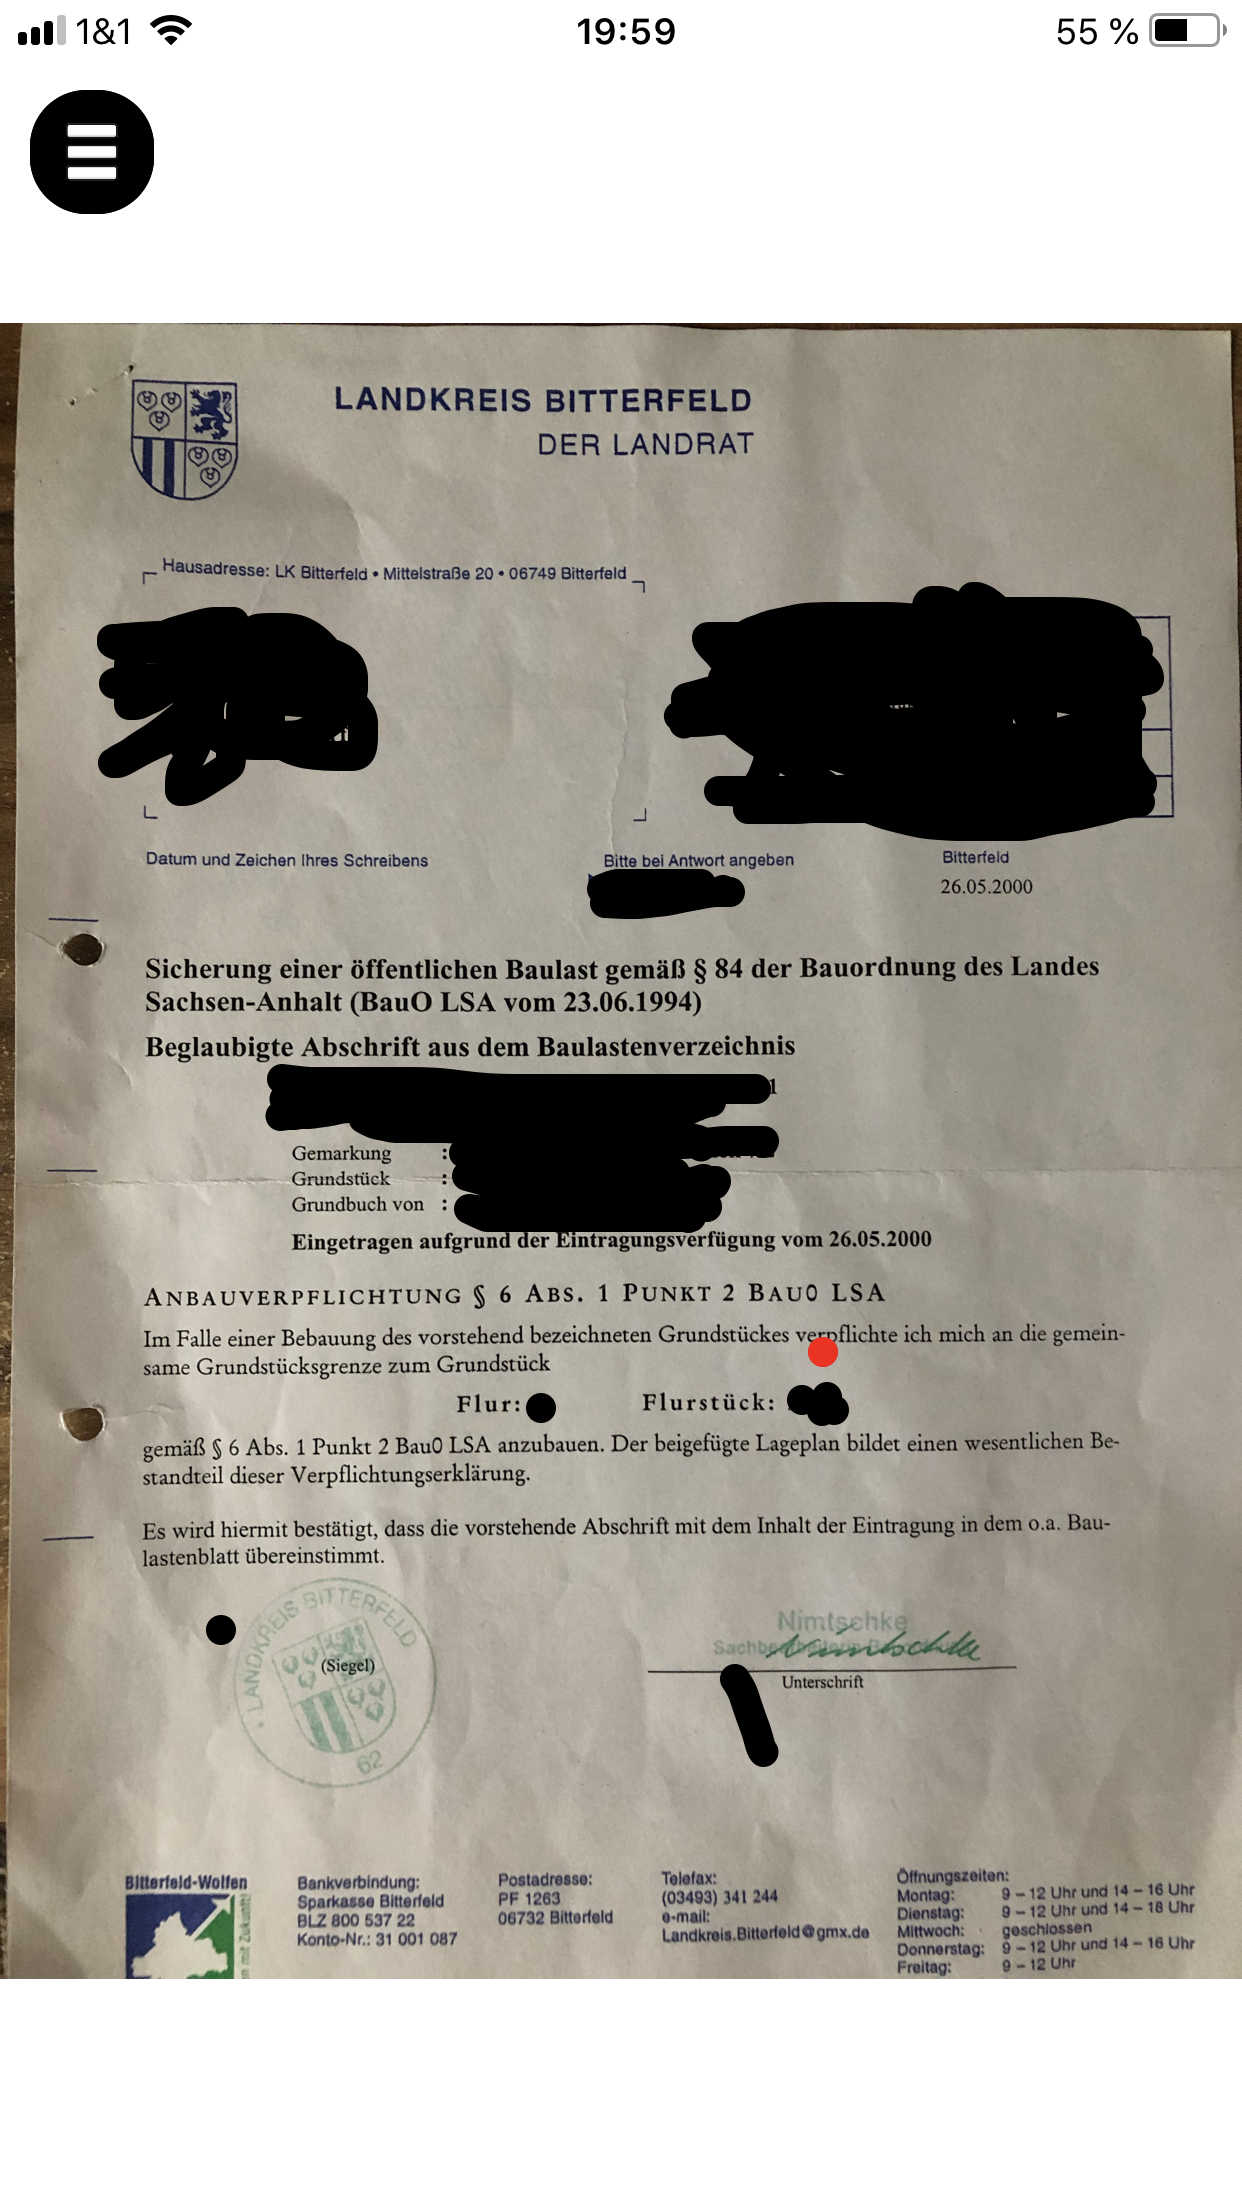 1&1
19:59
55 %
LANDKREIS BITTERFELD
DER LANDRAT
Hausadresse: LK Bitterfeld • Mittelstraße 20 • 06749 Bitterfeld
Datum und Zeichen Ihres Schreibens
Bitte bei Antwort angeben
Bitterfeld
26.05.2000
Sicherung einer öffentlichen Baulast gemäß § 84 der Bauordnung des Landes
Sachsen-Anhalt (BauO LSA vom 23.06.1994)
Beglaubigte Abschrift aus dem Baulastenverzeichnis
1
Gemarkung :
Grundstück :
Grundbuch von :
Eingetragen aufgrund der Eintragungsverfügung vom 26.05.2000
ANBAUVERPFLICHTUNG § 6 ABS. 1 PUNKT 2 BAU0 LSA
Im Falle einer Bebauung des vorstehend bezeichneten Grundstückes verpflichte ich mich an die gemein-
same Grundstücksgrenze zum Grundstück
Flur: Flurstück:
gemäß § 6 Abs. 1 Punkt 2 Bau0 LSA anzubauen. Der beigefügte Lageplan bildet einen wesentlichen Be-
standteil dieser Verpflichtungserklärung.
Es wird hiermit bestätigt, dass die vorstehende Abschrift mit dem Inhalt der Eintragung in dem o.a. Bau-
lastenblatt übereinstimmt.
LANDKREIS BITTERFELD
(Siegel)
62
Nimtschke
Unterschrift
Bitterfeld-Wolfen
mit Zukunft
Bankverbindung:
Sparkasse Bitterfeld
BLZ 800 537 22
Konto-Nr.: 31 001 087
Postadresse:
PF 1263
06732 Bitterfeld
Telefax:
(03493) 341 244
e-mail:
Landkreis.Bitterfeld@gmx.de
Öffnungszeiten:
Montag: 9 – 12 Uhr und 14 – 16 Uhr
Dienstag: 9 – 12 Uhr und 14 – 18 Uhr
Mittwoch: geschlossen
Donnerstag: 9 – 12 Uhr und 14 – 16 Uhr
Freitag: 9 – 12 Uhr